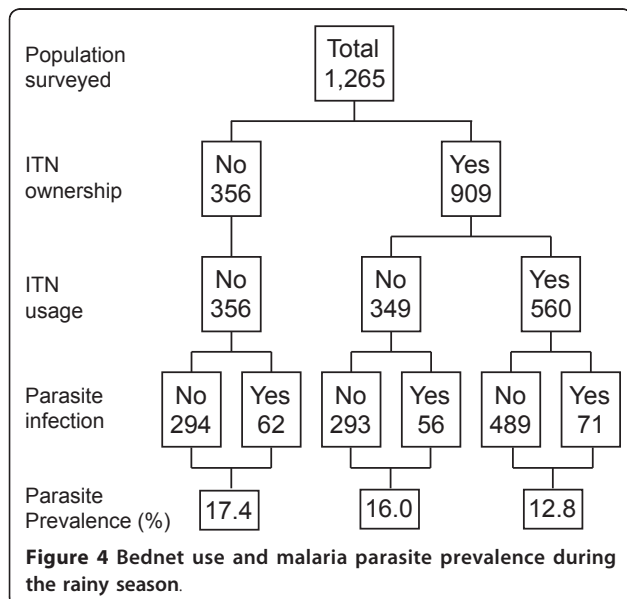 Population
surveyed
Total
1,265
ITN
ownership
No
356
Yes
909
ITN
usage
No
356
No
349
Yes
560
Parasite
infection
No
294
Yes
62
No
293
Yes
56
No
489
Yes
71
Parasite
Prevalence (%)
17.4
16.0
12.8
Figure 4 Bednet use and malaria parasite prevalence during
the rainy season.